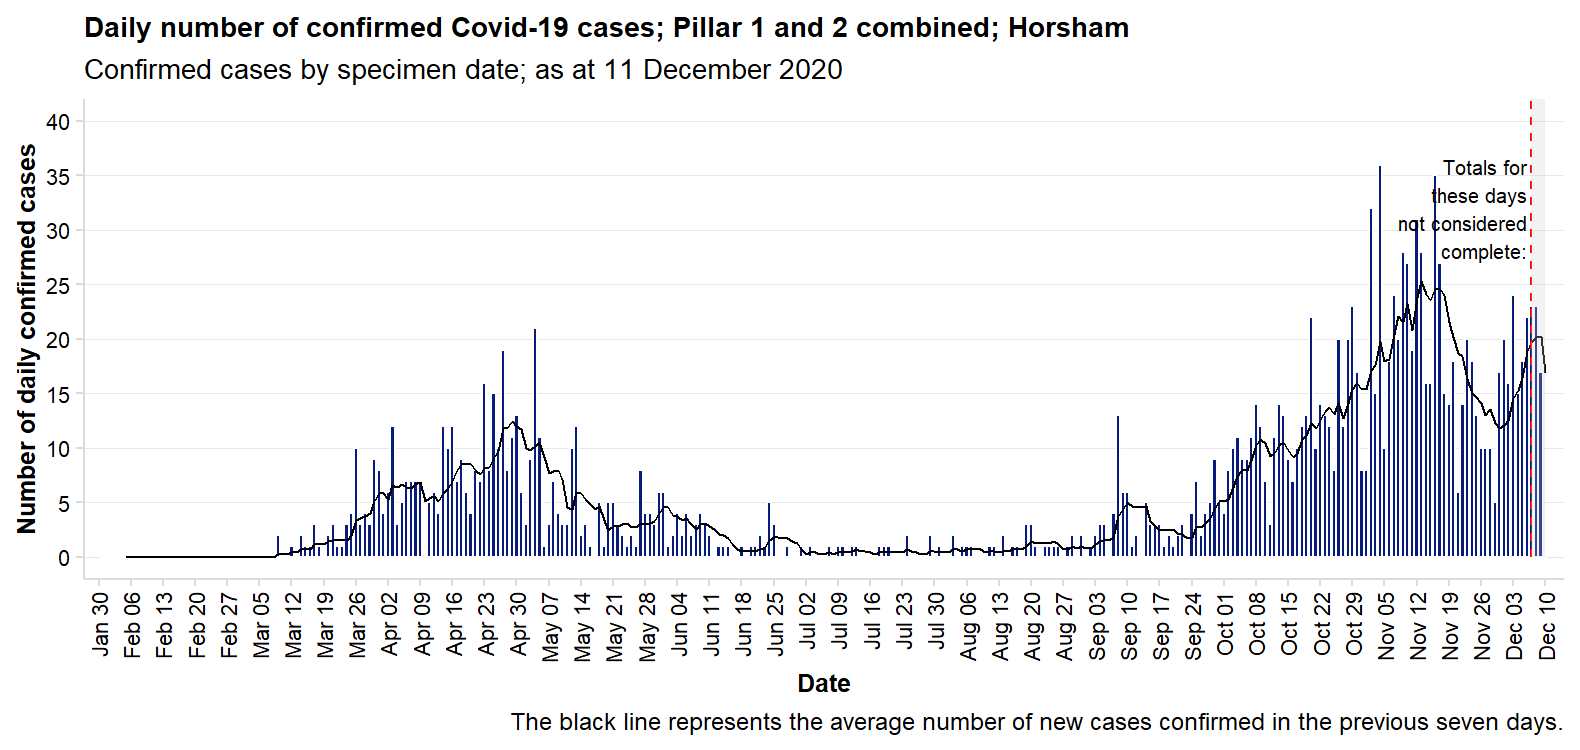 Daily number of confirmed Covid-19 cases; Pillar 1 and 2 combined; Horsham
Confirmed cases by specimen date; as at 11 December 2020
Number of daily confirmed cases
40
35
30
25
20
15
10
5
0
Totals for
these days
not considered
complete:
Jan 30
Feb 06
Feb 13
Feb 20
Feb 27
Mar 05
Mar 12
Mar 19
Mar 26
Apr 02
Apr 09
Apr 16
Apr 23
Apr 30
May 07
May 14
May 21
May 28
Jun 04
Jun 11
Jun 18
Jun 25
Jul 02
Jul 09
Jul 16
Jul 23
Jul 30
Aug 06
Aug 13
Aug 20
Aug 27
Sep 03
Sep 10
Sep 17
Sep 24
Oct 01
Oct 08
Oct 15
Oct 22
Oct 29
Nov 05
Nov 12
Nov 19
Nov 26
Dec 03
Dec 10
Date
The black line represents the average number of new cases confirmed in the previous seven days.